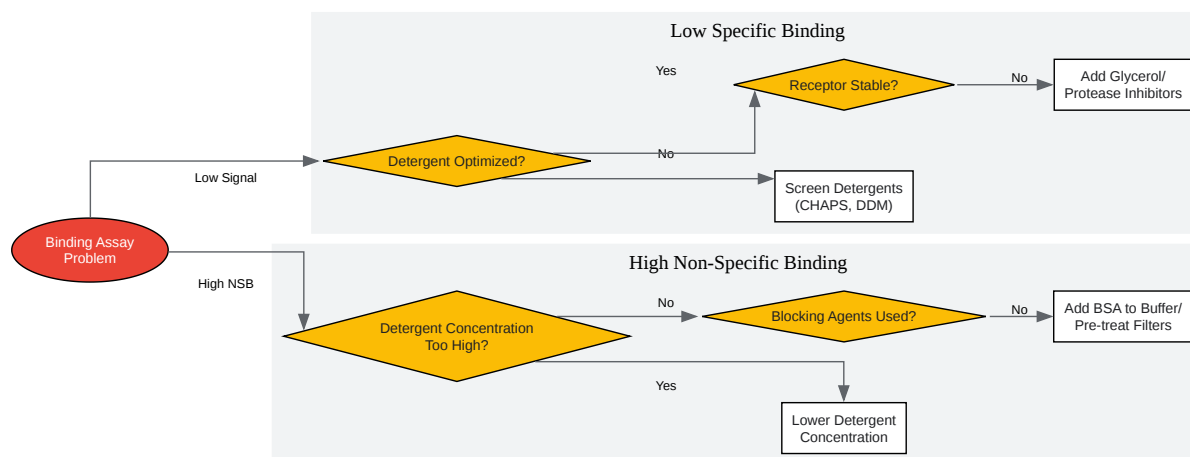 Low Specific Binding
Yes
Receptor Stable?
No
Add Glycerol/
Protease Inhibitors
Detergent Optimized?
No
Low Signal
Screen Detergents
(CHAPS, DDM)
Binding Assay
Problem
High Non-Specific Binding
High NSB
No
Blocking Agents Used?
No
Add BSA to Buffer/
Pre-treat Filters
Detergent Concentration
Too High?
Yes
Lower Detergent
Concentration